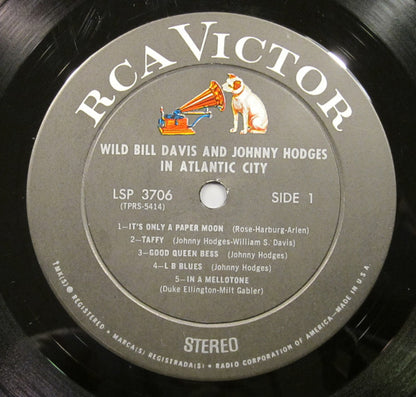 RCA VICTOR
WILD BILL DAVIS AND JOHNNY HODGES
IN ATLANTIC CITY
LSP 3706
(TPRS-5414)
SIDE 1
1—IT'S ONLY A PAPER MOON (Rose-Harburg-Arlen)
2—TAFFY (Johnny Hodges-William S. Davis)
3—GOOD QUEEN BESS (Johnny Hodges)
4—L B BLUES (Johnny Hodges)
5—IN A MELLOTONE
(Duke Ellington-Milt Gabler)
STEREO
TMK(S) ® REGISTERED • MARCA(S) REGISTRADA(S) • RADIO CORPORATION OF AMERICA—MADE IN U.S.A.